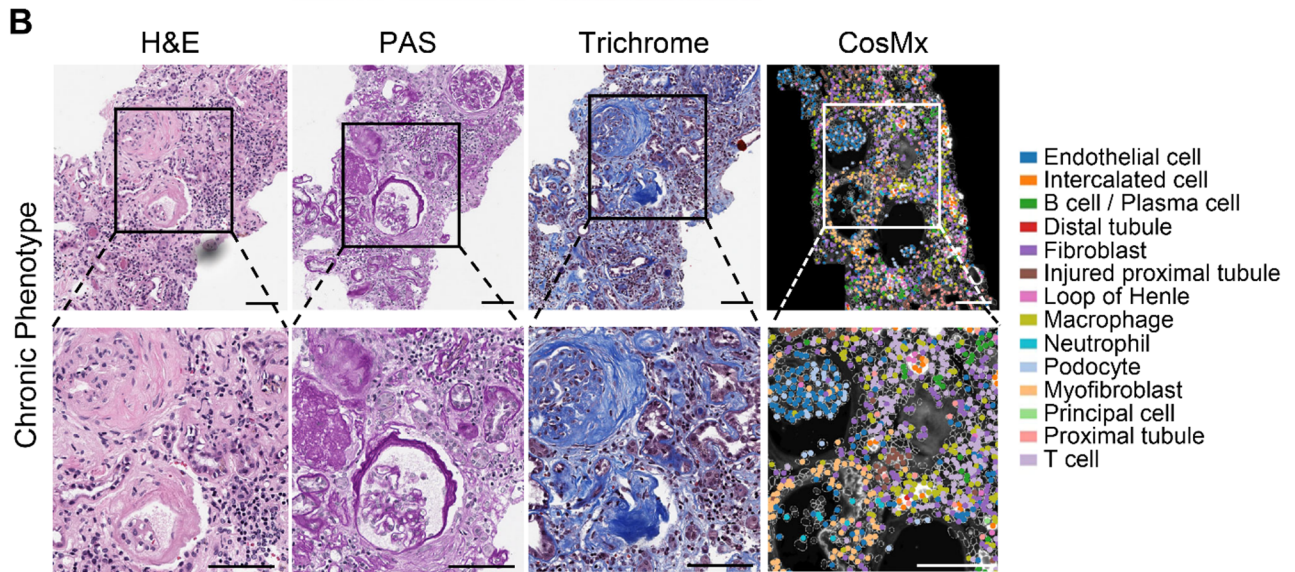 B
H&E
PAS
Trichrome
CosMx
Chronic Phenotype
Endothelial cell
Intercalated cell
B cell / Plasma cell
Distal tubule
Fibroblast
Injured proximal tubule
Loop of Henle
Macrophage
Neutrophil
Podocyte
Myofibroblast
Principal cell
Proximal tubule
T cell